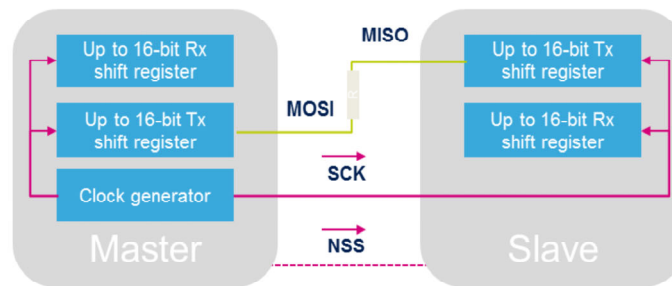 Up to 16-bit Rx
shift register
MISO
Up to 16-bit Tx
shift register
Up to 16-bit Tx
shift register
MOSI
R
Up to 16-bit Rx
shift register
Clock generator
SCK
Master
NSS
Slave